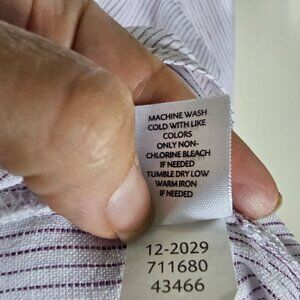 MACHINE WASH
COLD WITH LIKE
COLORS
ONLY NON-
CHLORINE BLEACH
IF NEEDED
TUMBLE DRY LOW
WARM IRON
IF NEEDED
12-2029
711680
43466